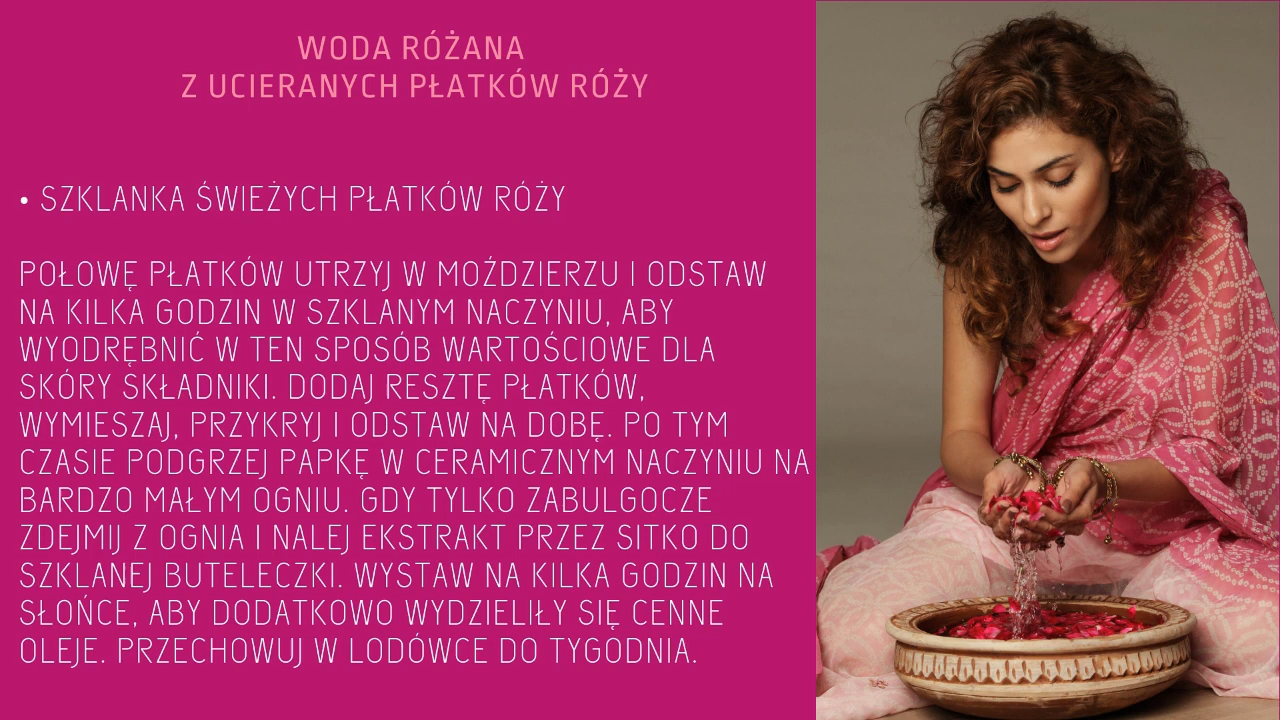 WODA RÓŻANA
Z UCIERANYCH PŁATKÓW RÓŻY
• SZKLANKA ŚWIEŻYCH PŁATKÓW RÓŻY
POŁOWĘ PŁATKÓW UTRZYJ W MOŹDZIERZU I ODSTAW
NA KILKA GODZIN W SZKLANYM NACZYNIU, ABY
WYODRĘBNIĆ W TEN SPOSÓB WARTOŚCIOWE DLA
SKÓRY SKŁADNIKI. DODAJ RESZTĘ PŁATKÓW,
WYMIESZAJ, PRZYKRYJ I ODSTAW NA DOBĘ. PO TYM
CZASIE PODGRZEJ PAPKĘ W CERAMICZNYM NACZYNIU NA
BARDZO MAŁYM OGNIU. GDY TYLKO ZABULGOCZE
ZDEJMIJ Z OGNIA I NALEJ EKSTRAKT PRZEZ SITKO DO
SZKLANEJ BUTELECZKI. WYSTAW NA KILKA GODZIN NA
SŁOŃCE, ABY DODATKOWO WYDZIELIŁY SIĘ CENNE
OLEJE. PRZECHOWUJ W LODÓWCE DO TYGODNIA.